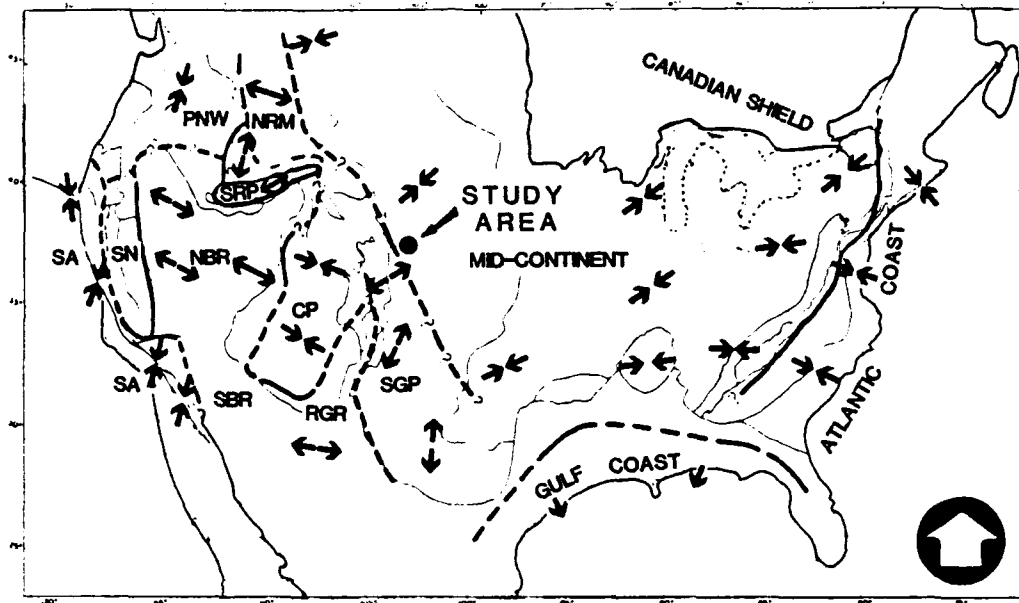 CANADIAN SHIELD
PNW
NRM
SRP
STUDY
AREA
SA
SN
NBR
MID-CONTINENT
COAST
CP
SA
SBR
RGR
SGP
ATLANTIC
GULF COAST